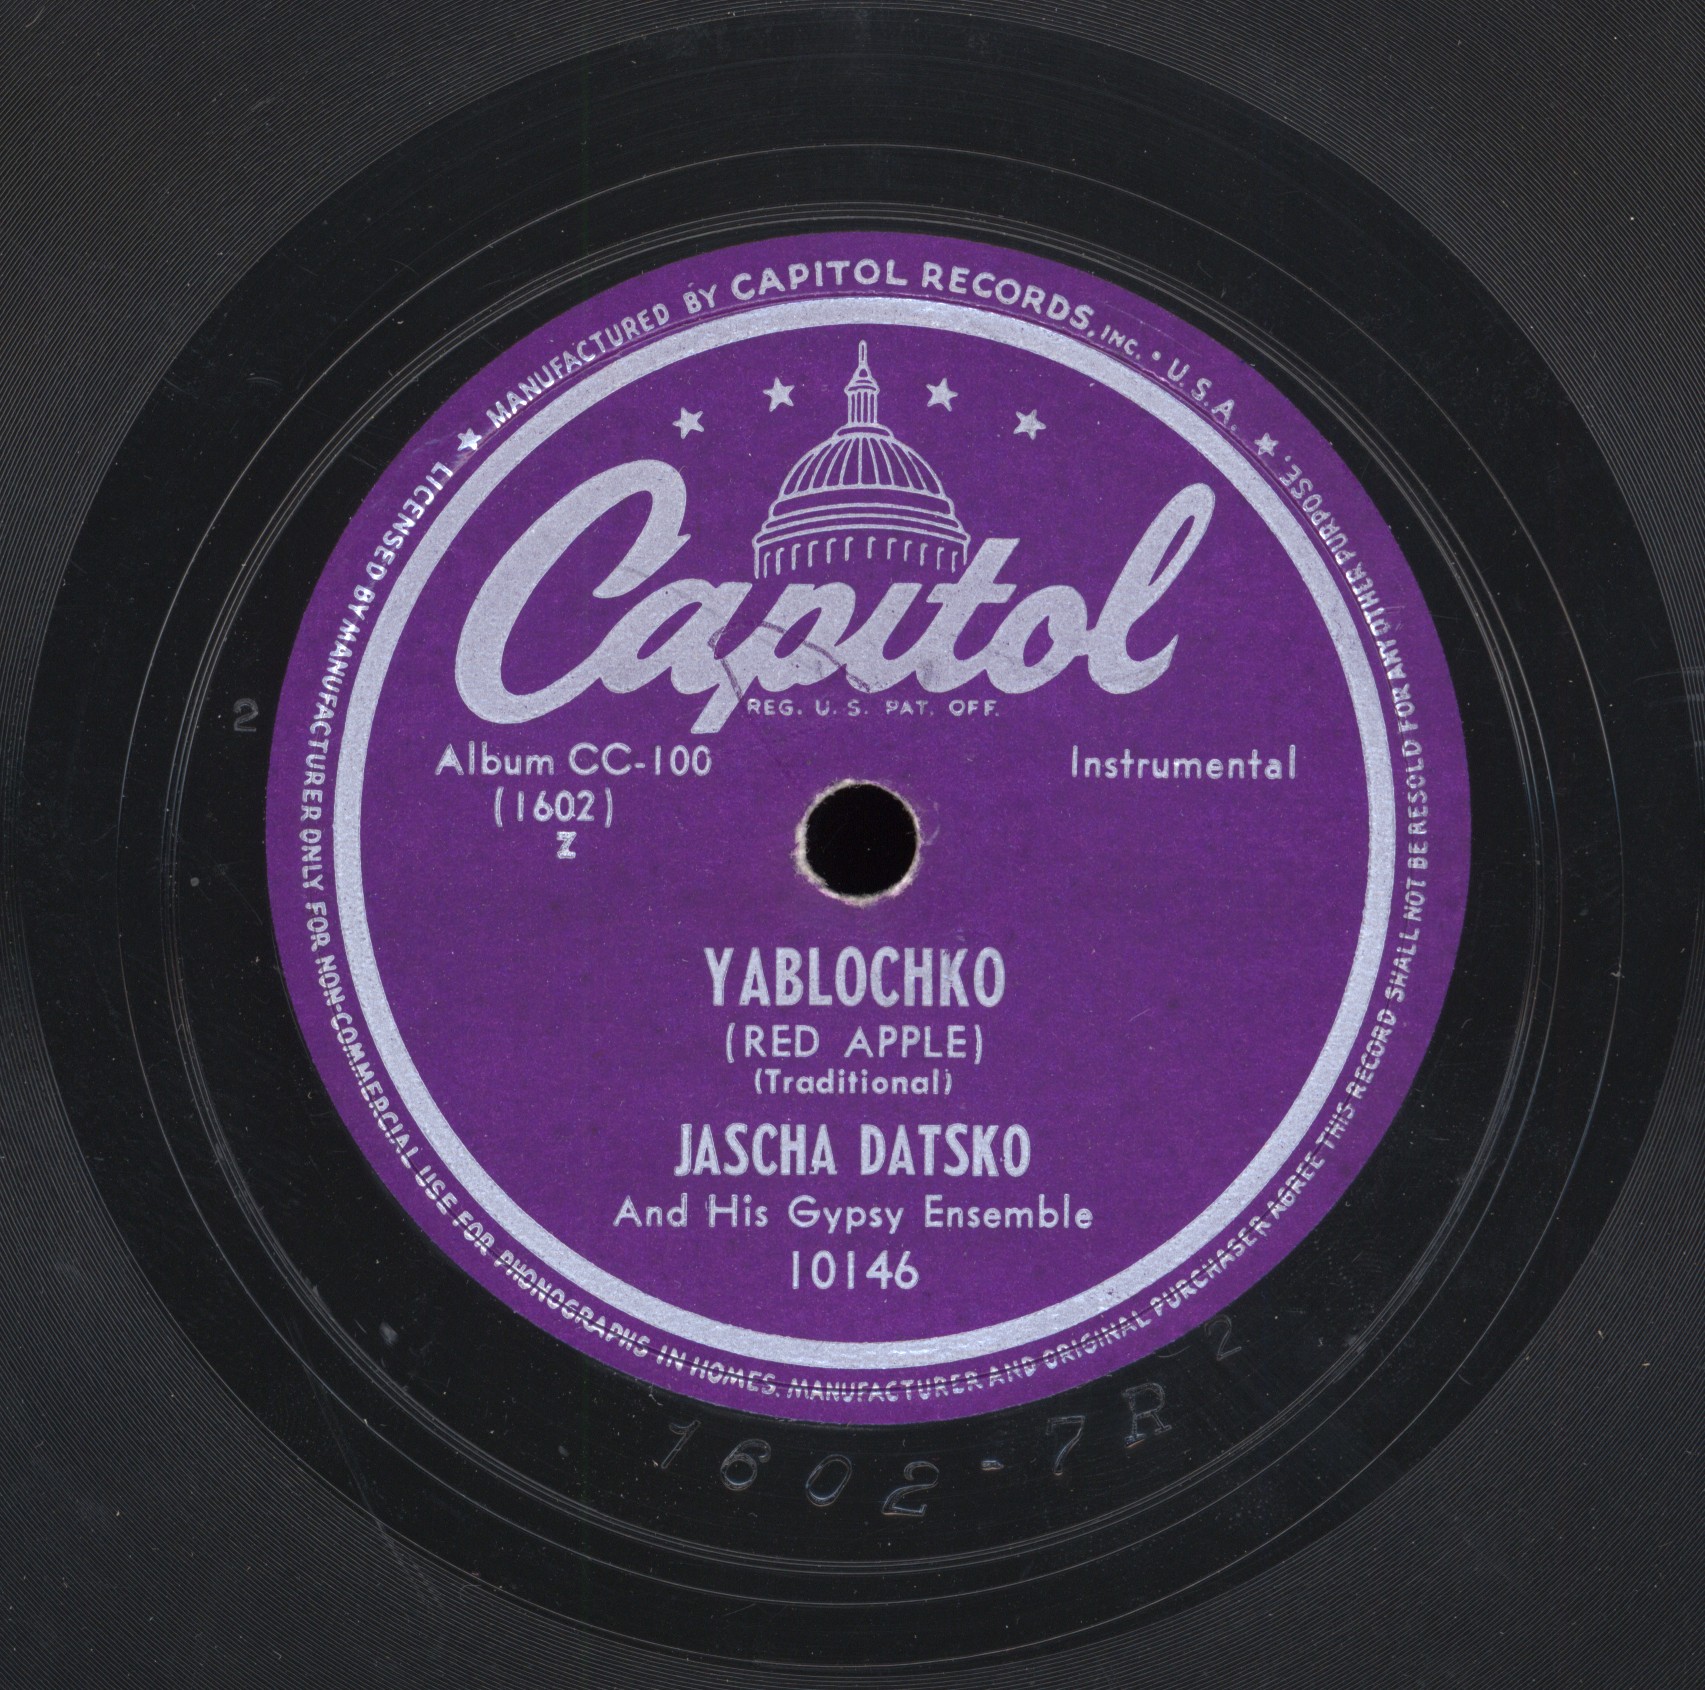 ★ MANUFACTURED BY CAPITOL RECORDS, INC. • U.S.A. ★
Capitol
REG. U. S. PAT. OFF.
Album CC-100
(1602)
Z
Instrumental
2
YABLOCHKO
(RED APPLE)
(Traditional)
JASCHA DATSKO
And His Gypsy Ensemble
10146
LICENSED BY MANUFACTURER ONLY FOR NON-COMMERCIAL USE FOR PHONOGRAPHS IN HOMES. MANUFACTURER AND ORIGINAL PURCHASER AGREE THIS RECORD SHALL NOT BE RESOLD FOR ANY OTHER PURPOSE.
1602-7R
2